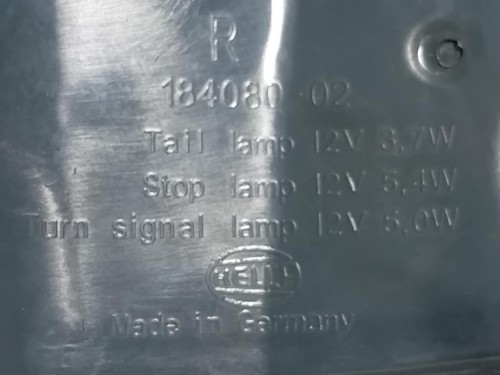 R
184080-02
Tail lamp 12V 3,7W
Stop lamp 12V 5,4W
Turn signal lamp 12V 5,0W
HELLA
Made in Germany